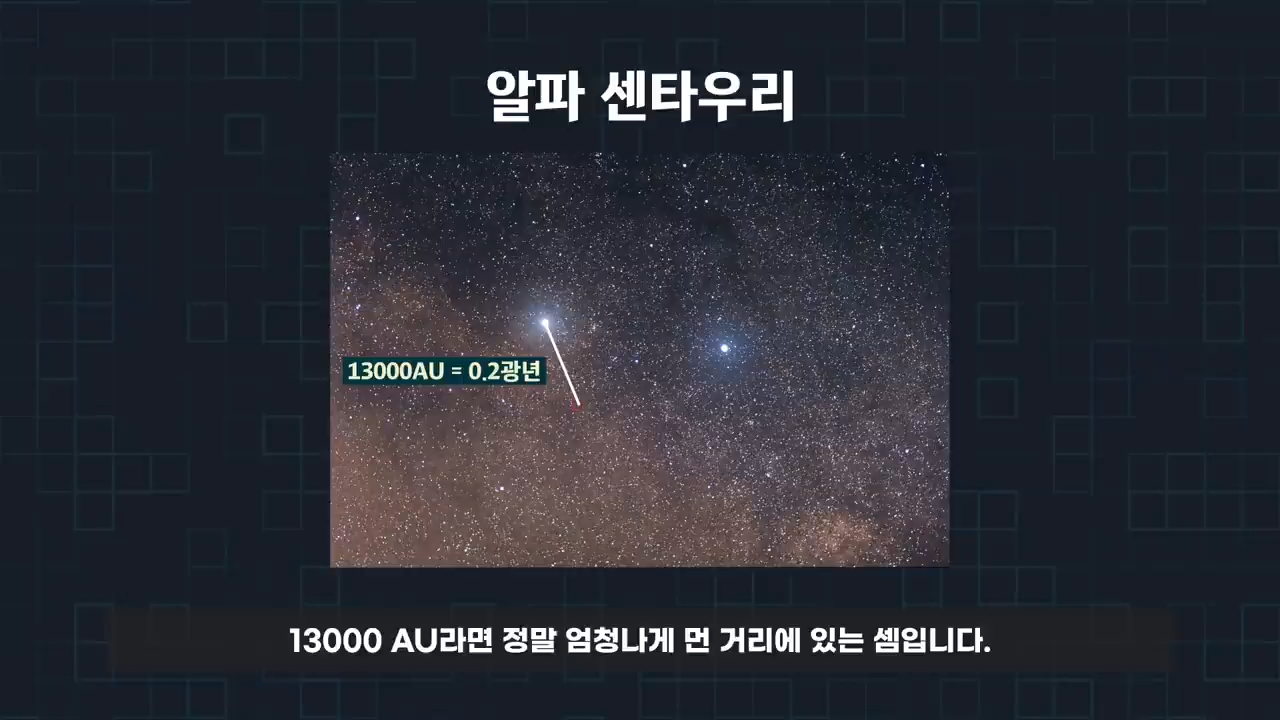 알파 센타우리
13000AU = 0.2광년
13000 AU라면 정말 엄청나게 먼 거리에 있는 셈입니다.